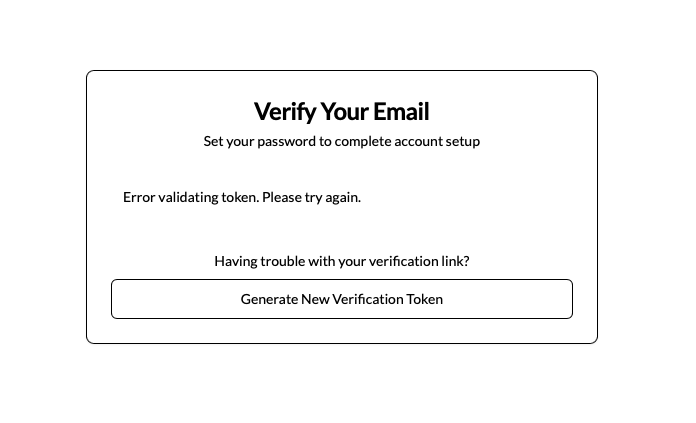 Verify Your Email
Set your password to complete account setup
Error validating token. Please try again.
Having trouble with your verification link?
Generate New Verification Token